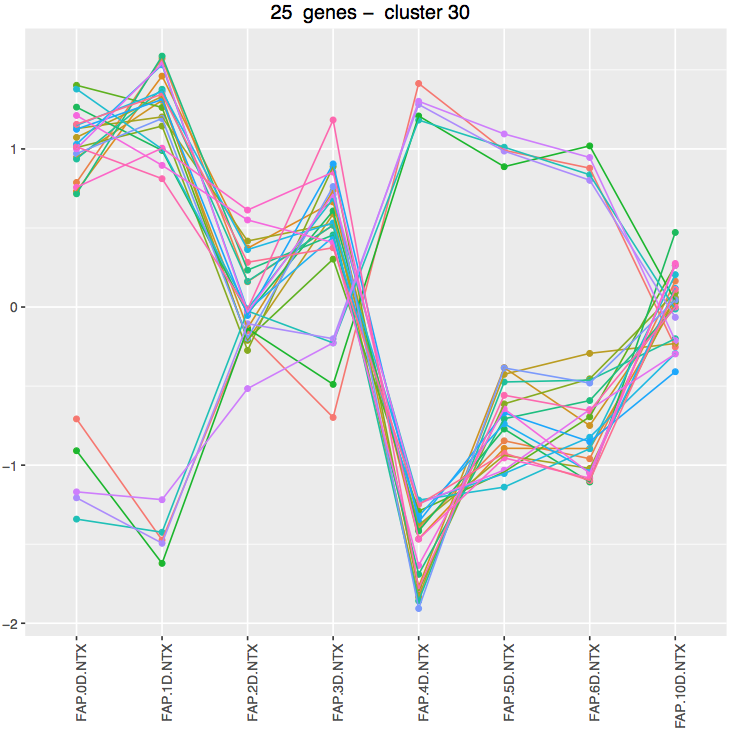 25 genes − cluster 30
1
0
−1
−2
FAP.0D.NTX
FAP.1D.NTX
FAP.2D.NTX
FAP.3D.NTX
FAP.4D.NTX
FAP.5D.NTX
FAP.6D.NTX
FAP.10D.NTX